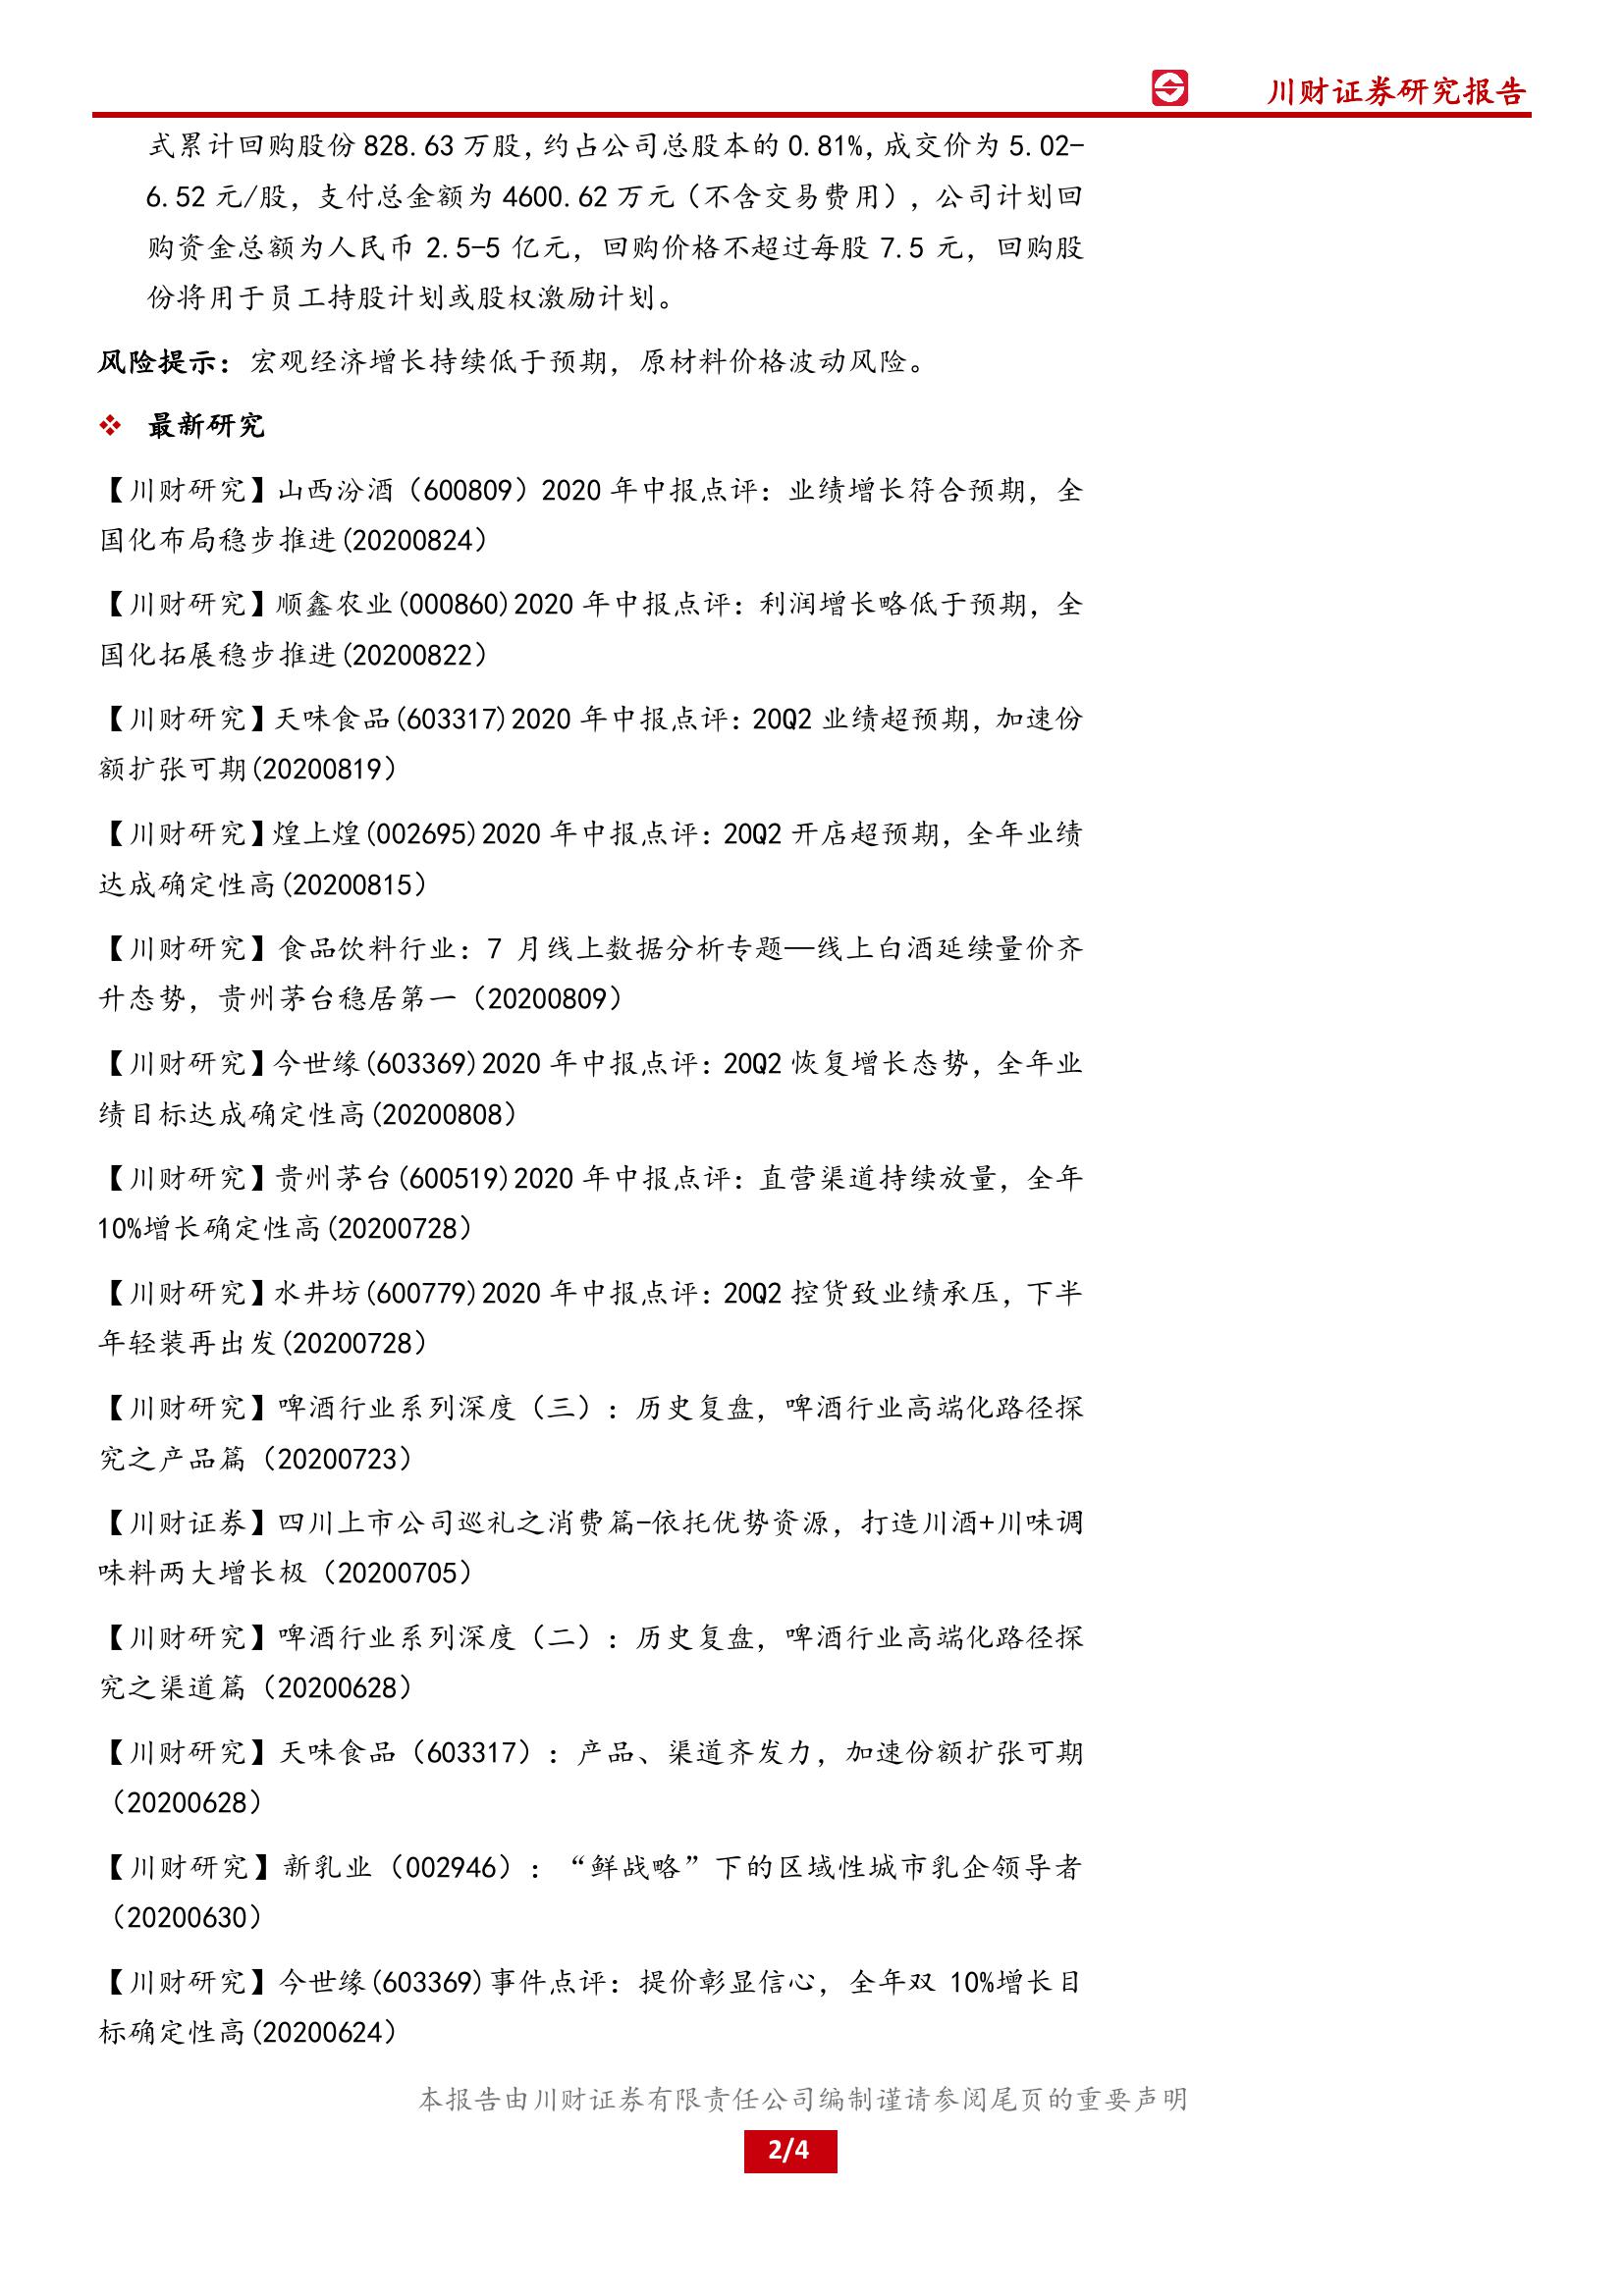 川财证券研究报告
式累计回购股份 828.63 万股，约占公司总股本的 0.81%，成交价为 5.02-
6.52 元/股，支付总金额为 4600.62 万元（不含交易费用），公司计划回
购资金总额为人民币 2.5-5 亿元，回购价格不超过每股 7.5 元，回购股
份将用于员工持股计划或股权激励计划。
风险提示：宏观经济增长持续低于预期，原材料价格波动风险。
❖ 最新研究
【川财研究】山西汾酒（600809）2020 年中报点评：业绩增长符合预期，全
国化布局稳步推进(20200824）
【川财研究】顺鑫农业(000860)2020 年中报点评：利润增长略低于预期，全
国化拓展稳步推进(20200822）
【川财研究】天味食品(603317)2020 年中报点评：20Q2 业绩超预期，加速份
额扩张可期(20200819）
【川财研究】煌上煌(002695)2020 年中报点评：20Q2 开店超预期，全年业绩
达成确定性高(20200815）
【川财研究】食品饮料行业：7 月线上数据分析专题—线上白酒延续量价齐
升态势，贵州茅台稳居第一（20200809）
【川财研究】今世缘(603369)2020 年中报点评：20Q2 恢复增长态势，全年业
绩目标达成确定性高(20200808）
【川财研究】贵州茅台(600519)2020 年中报点评：直营渠道持续放量，全年
10%增长确定性高(20200728）
【川财研究】水井坊(600779)2020 年中报点评：20Q2 控货致业绩承压，下半
年轻装再出发(20200728）
【川财研究】啤酒行业系列深度（三）：历史复盘，啤酒行业高端化路径探
究之产品篇（20200723）
【川财证券】四川上市公司巡礼之消费篇-依托优势资源，打造川酒+川味调
味料两大增长极（20200705）
【川财研究】啤酒行业系列深度（二）：历史复盘，啤酒行业高端化路径探
究之渠道篇（20200628）
【川财研究】天味食品（603317）：产品、渠道齐发力，加速份额扩张可期
（20200628）
【川财研究】新乳业（002946）：“鲜战略”下的区域性城市乳企领导者
（20200630）
【川财研究】今世缘(603369)事件点评：提价彰显信心，全年双 10%增长目
标确定性高(20200624）
本报告由川财证券有限责任公司编制谨请参阅尾页的重要声明
2/4